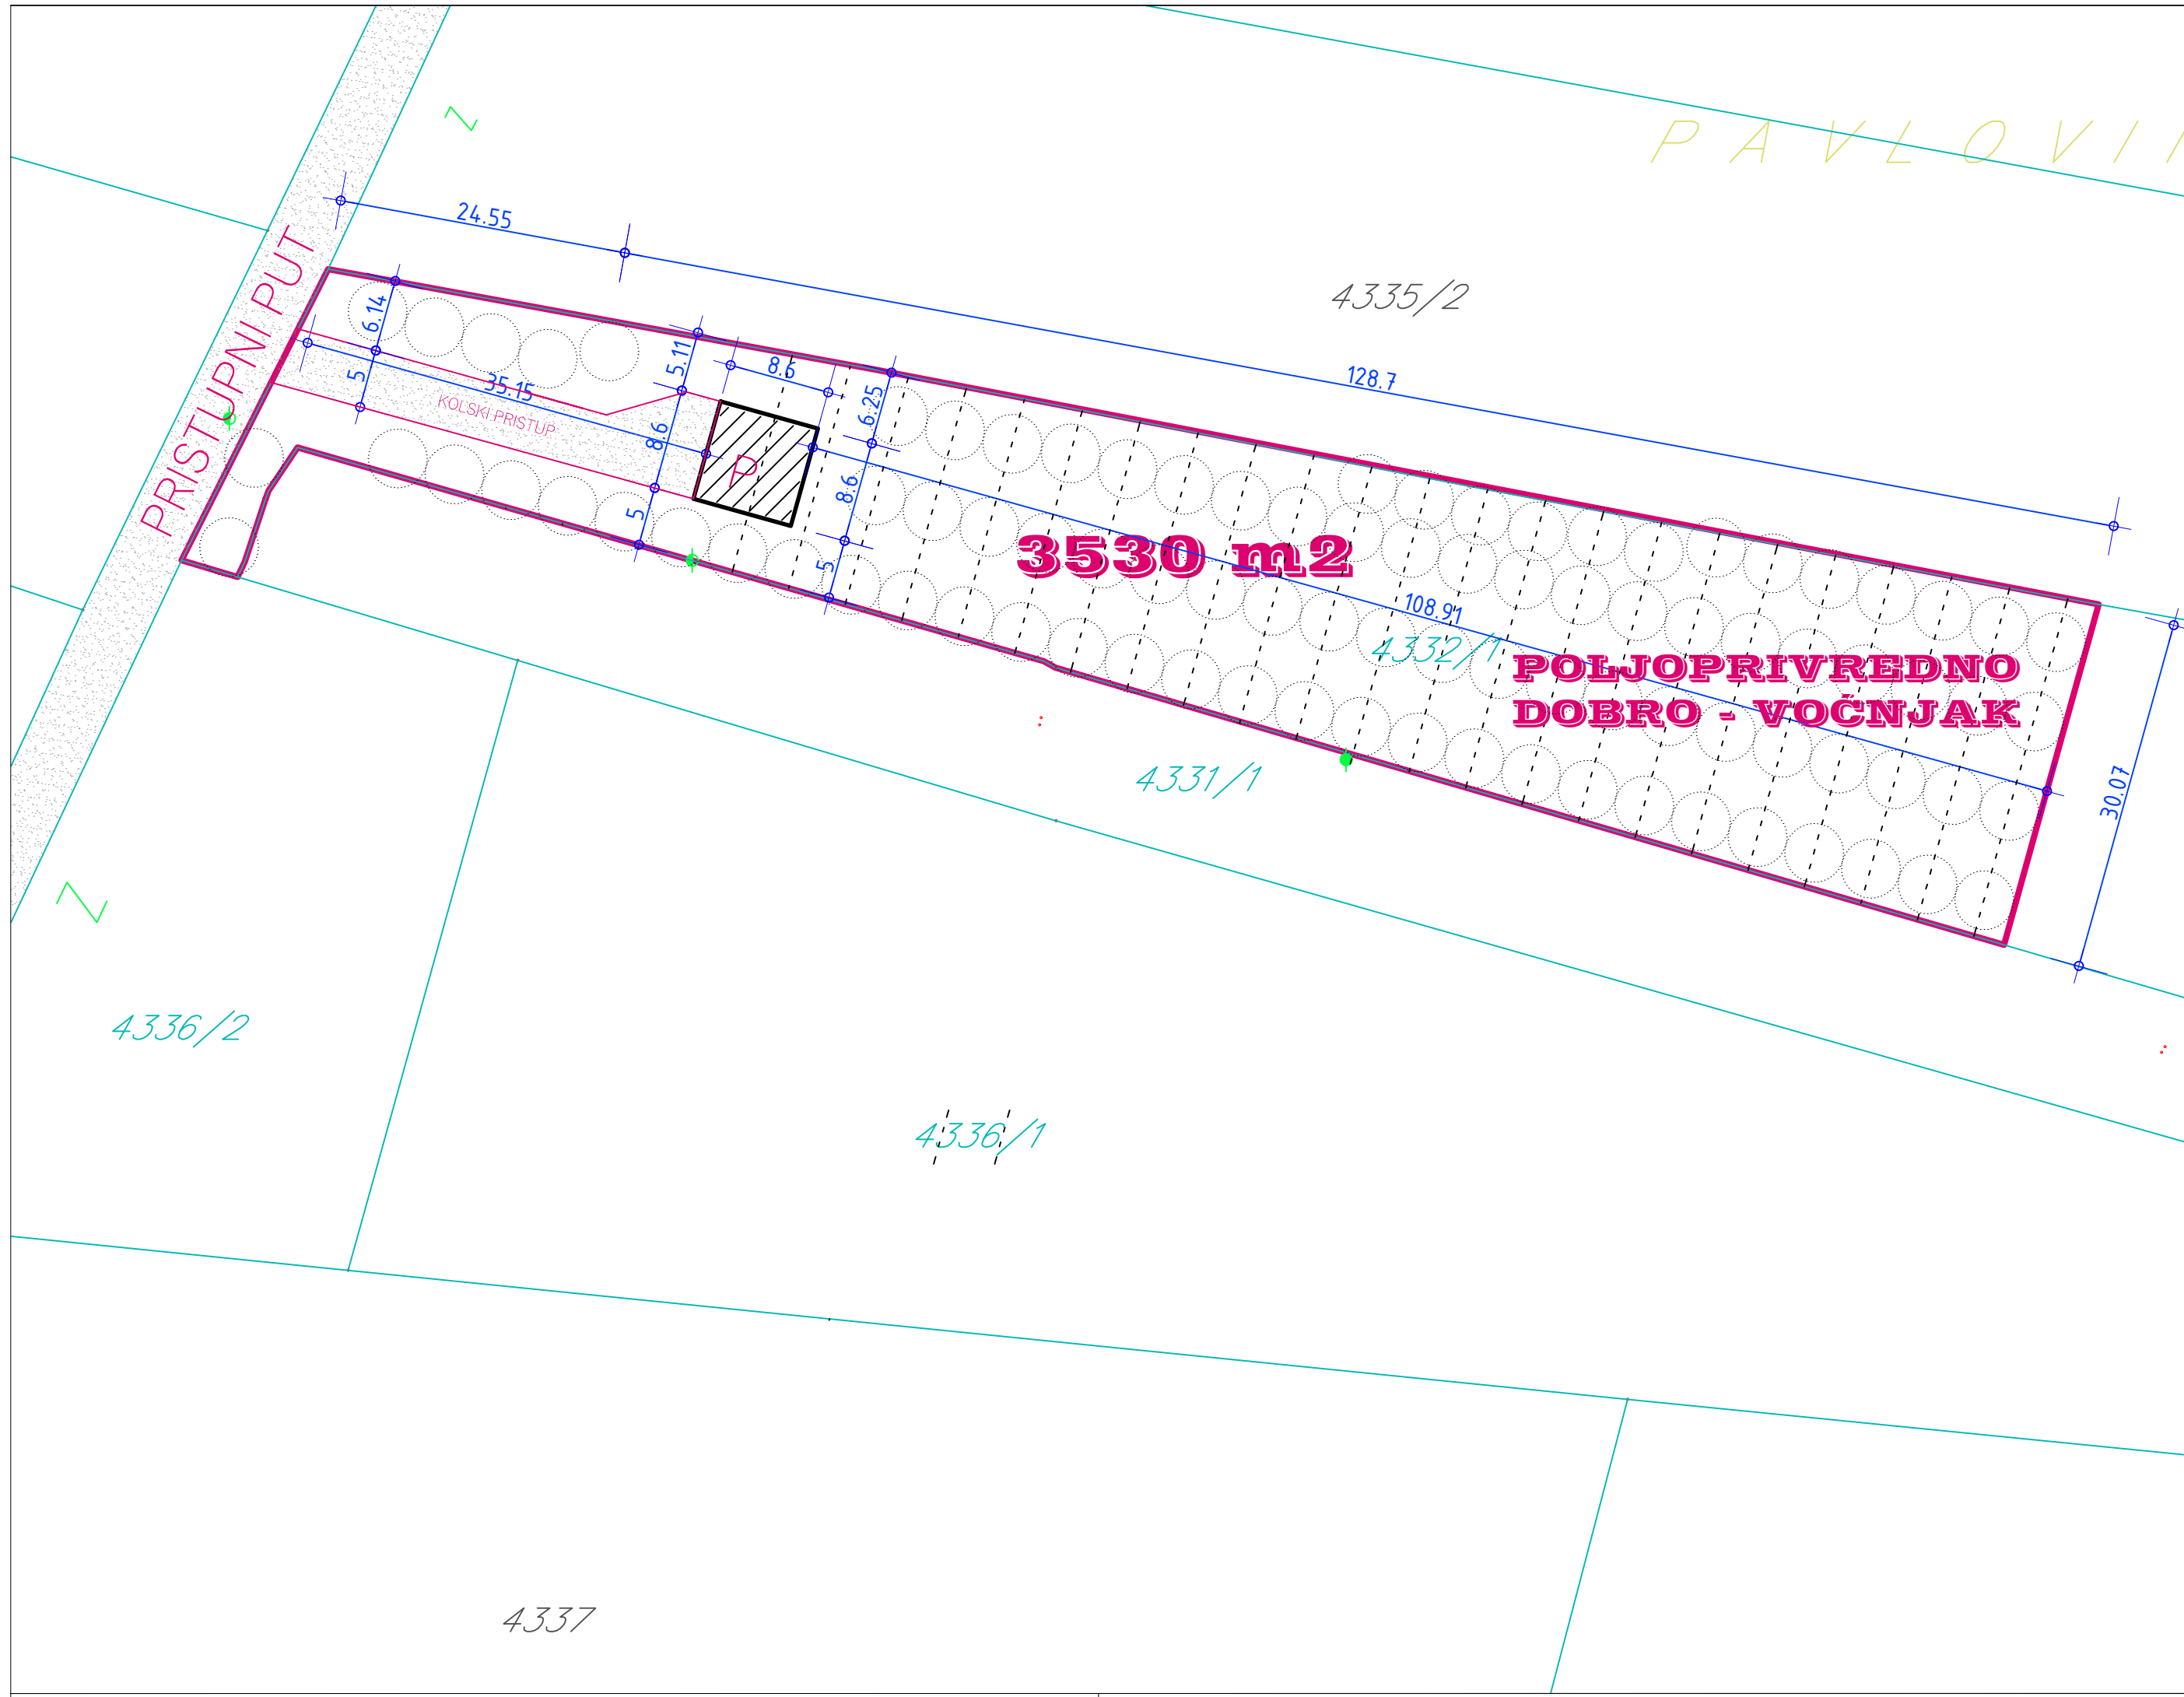 Z
PAVLOVI
24.55
PRISTUPNI PUT
6.14
5
4335/2
128.7
5.11
8.6
35.15
KOLSKI PRISTUP
6.25
8.6
P
8.6
5
5
3530 m2
108.91
4332/1
POLJOPRIVREDNO
DOBRO - VOĆNJAK
4331/1
30.07
Z
4336/2
4336/1
4337